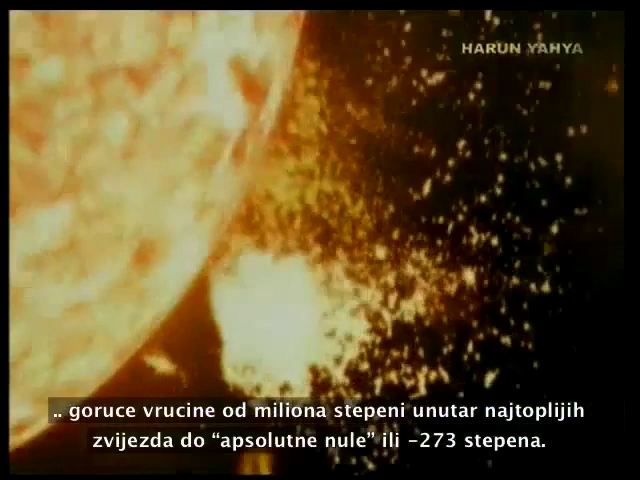 HARUN YAHYA
.. goruce vrucine od miliona stepeni unutar najtoplijih
zvijezda do “apsolutne nule” ili -273 stepena.